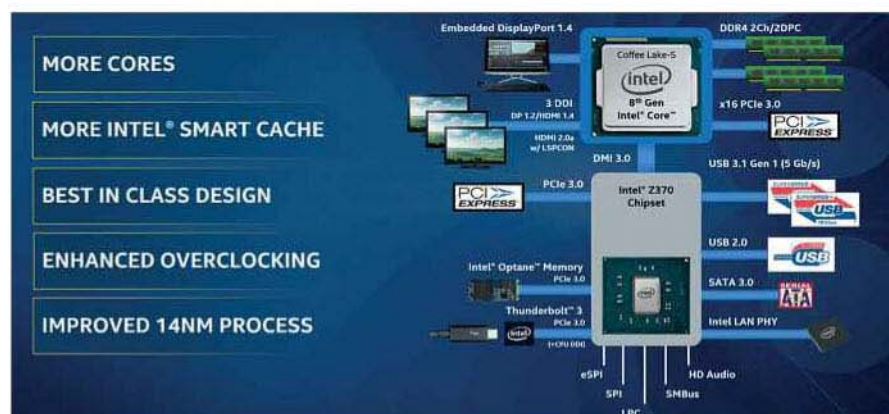 MORE CORES
MORE INTEL® SMART CACHE
BEST IN CLASS DESIGN
ENHANCED OVERCLOCKING
IMPROVED 14NM PROCESS
Embedded DisplayPort 1.4
3 DDI
DP 1.2/HDMI 1.4
HDMI 2.0a
w/ LSPCON
PCIe 3.0
PCI
EXPRESS
Intel® Optane™ Memory
PCIe 3.0
Thunderbolt™ 3
PCIe 3.0
(+CPU DDI)
intel
Coffee Lake-S
intel
8th Gen
Intel® Core™
DMI 3.0
Intel® Z370
Chipset
DDR4 2Ch/2DPC
x16 PCIe 3.0
PCI
EXPRESS
USB 3.1 Gen 1 (5 Gb/s)
USB
USB 2.0
USB
SATA 3.0
SERIAL
ATA
Intel LAN PHY
eSPI
SPI
LPC
SMBus
HD Audio